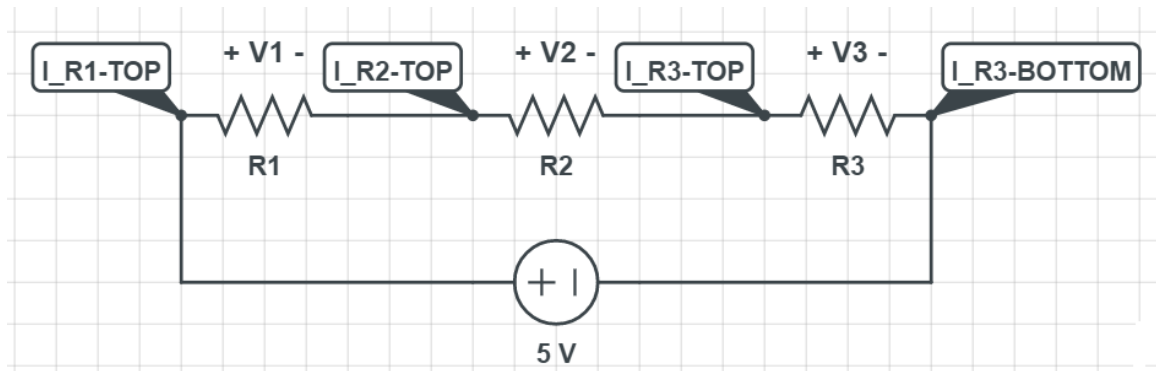 I_R1-TOP
+ V1 -
I_R2-TOP
+ V2 -
I_R3-TOP
+ V3 -
I_R3-BOTTOM
R1
R2
R3
5 V